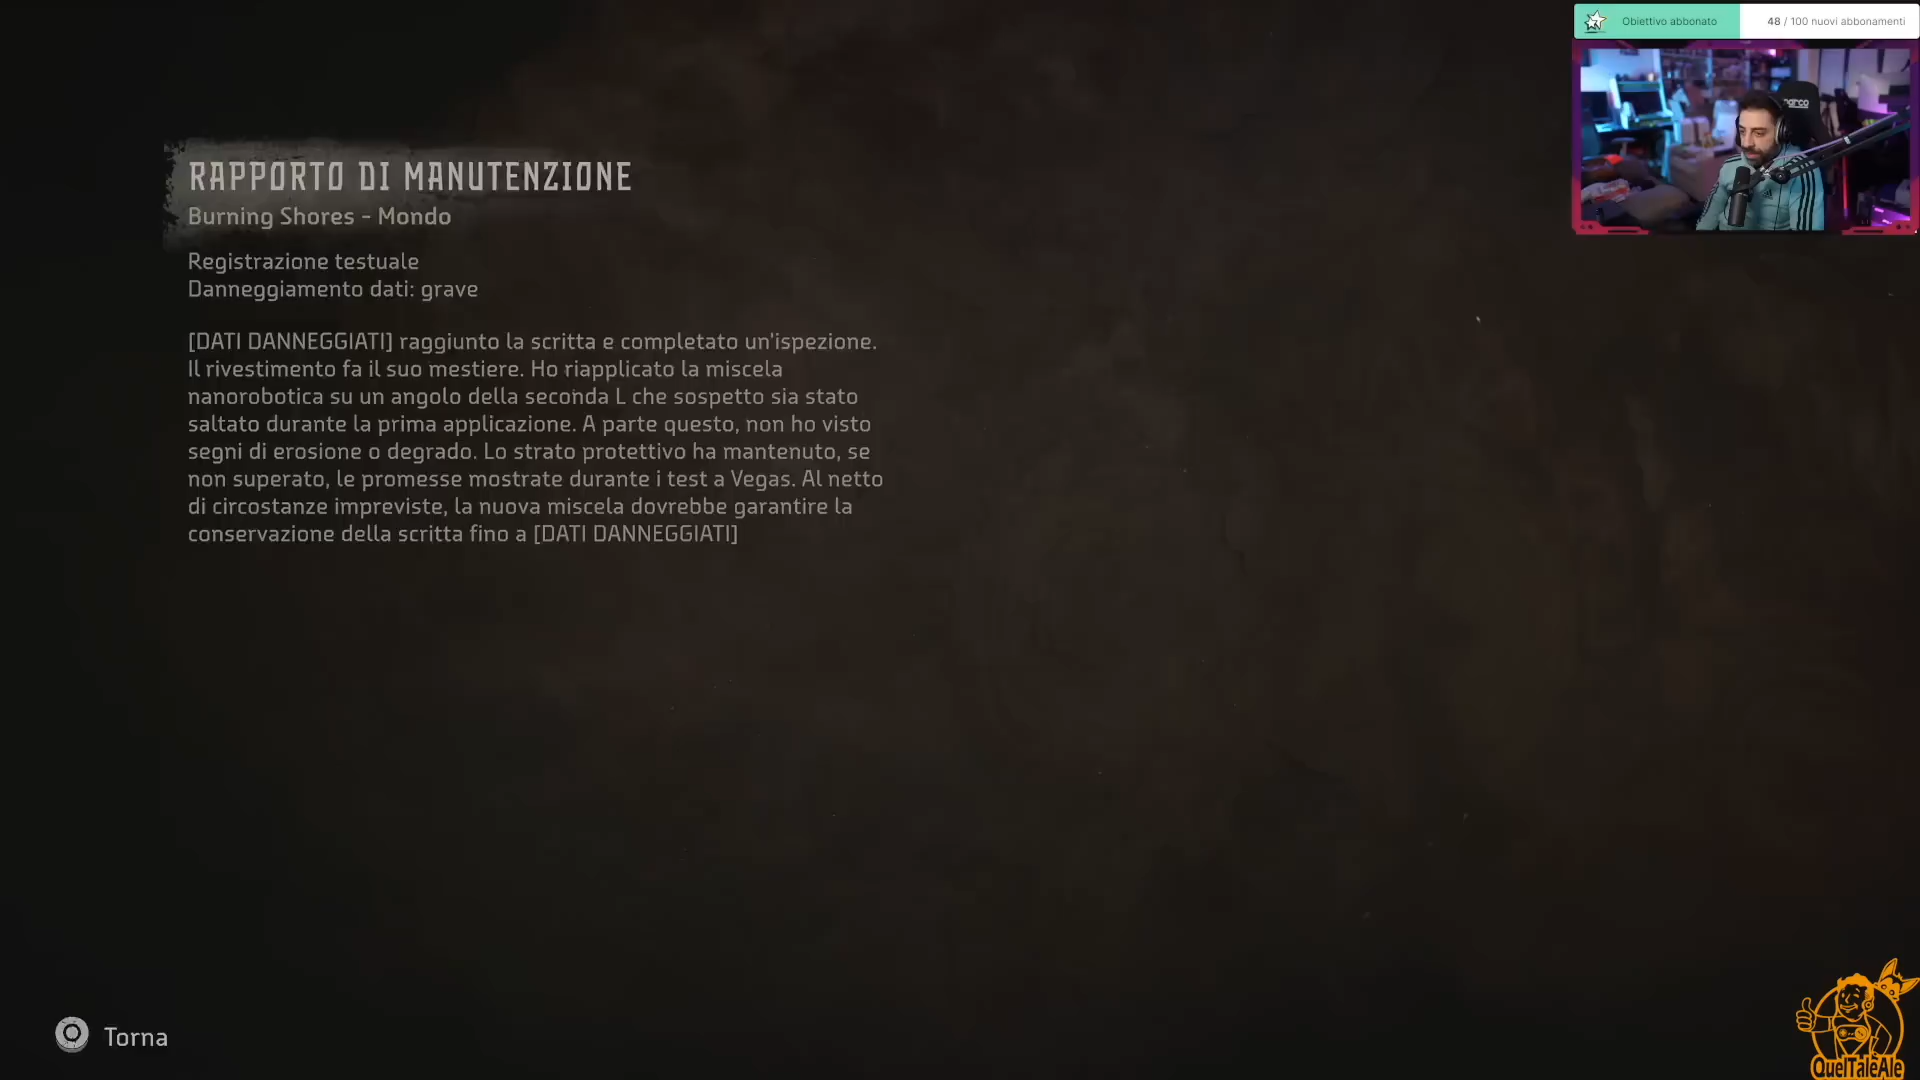 Obiettivo abbonato
48 / 100 nuovi abbonamenti
RAPPORTO DI MANUTENZIONE
Burning Shores - Mondo
Registrazione testuale
Danneggiamento dati: grave
[DATI DANNEGGIATI] raggiunto la scritta e completato un'ispezione.
Il rivestimento fa il suo mestiere. Ho riapplicato la miscela
nanorobotica su un angolo della seconda L che sospetto sia stato
saltato durante la prima applicazione. A parte questo, non ho visto
segni di erosione o degrado. Lo strato protettivo ha mantenuto, se
non superato, le promesse mostrate durante i test a Vegas. Al netto
di circostanze impreviste, la nuova miscela dovrebbe garantire la
conservazione della scritta fino a [DATI DANNEGGIATI]
Torna
QuelTaleAle